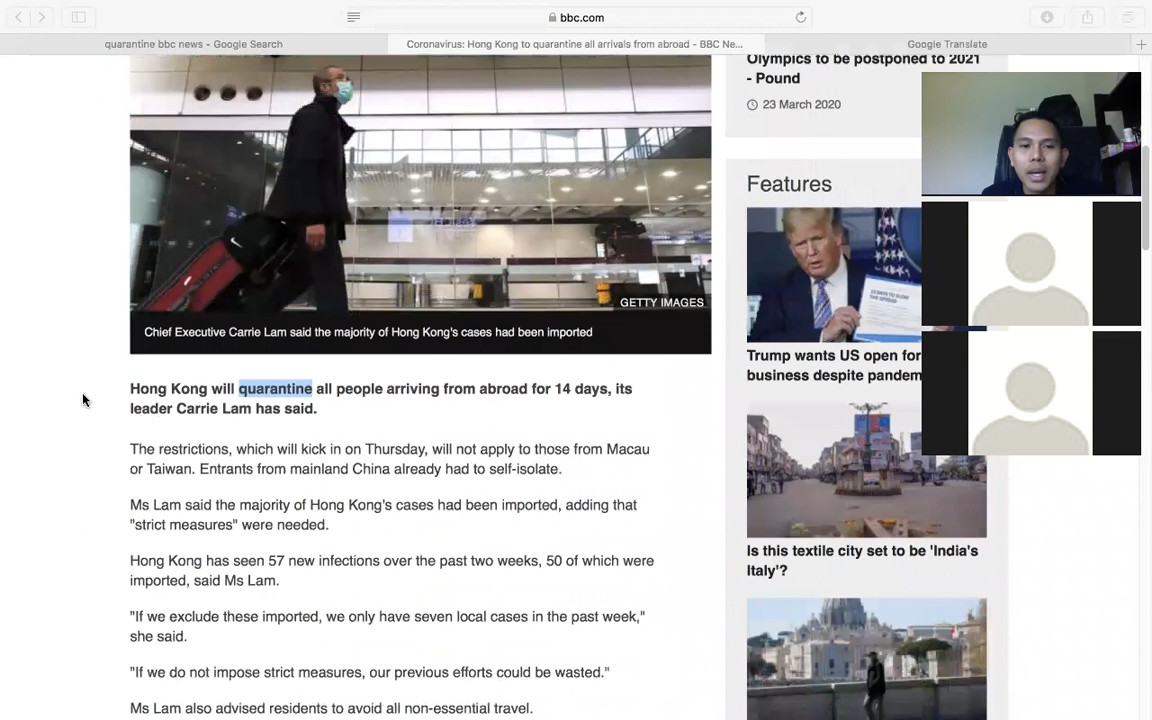 bbc.com
quarantine bbc news - Google Search
Coronavirus: Hong Kong to quarantine all arrivals from abroad - BBC Ne...
Google Translate
GETTY IMAGES
Chief Executive Carrie Lam said the majority of Hong Kong's cases had been imported
Hong Kong will quarantine all people arriving from abroad for 14 days, its
leader Carrie Lam has said.
The restrictions, which will kick in on Thursday, will not apply to those from Macau
or Taiwan. Entrants from mainland China already had to self-isolate.
Ms Lam said the majority of Hong Kong's cases had been imported, adding that
"strict measures" were needed.
Hong Kong has seen 57 new infections over the past two weeks, 50 of which were
imported, said Ms Lam.
"If we exclude these imported, we only have seven local cases in the past week,"
she said.
"If we do not impose strict measures, our previous efforts could be wasted."
Ms Lam also advised residents to avoid all non-essential travel.
Olympics to be postponed to 2021
- Pound
23 March 2020
Features
Trump wants US open for
business despite pandem
Is this textile city set to be 'India's
Italy'?